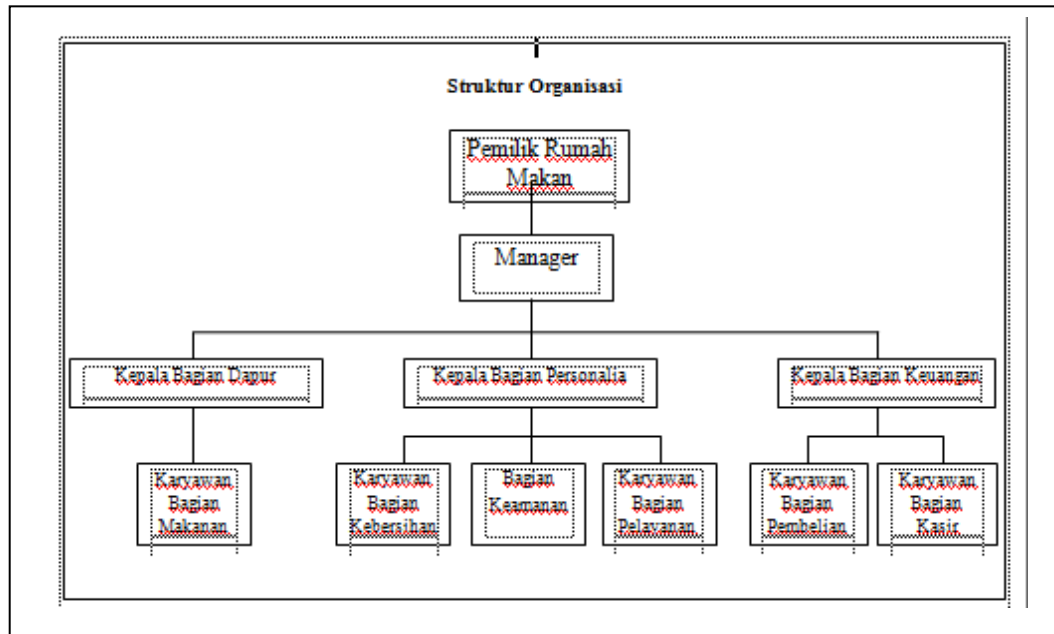 Struktur Organisasi
Pemilik Rumah
Makan
Manager
Kepala Bagian Dapur
Kepala Bagian Personalia
Kepala Bagian Keuangan
Karyawan
Bagian
Makanan
Karyawan
Bagian
Kebersihan
Bagian
Keamanan
Karyawan
Bagian
Pelayanan
Karyawan
Bagian
Pembelian
Karyawan
Bagian
Kasir